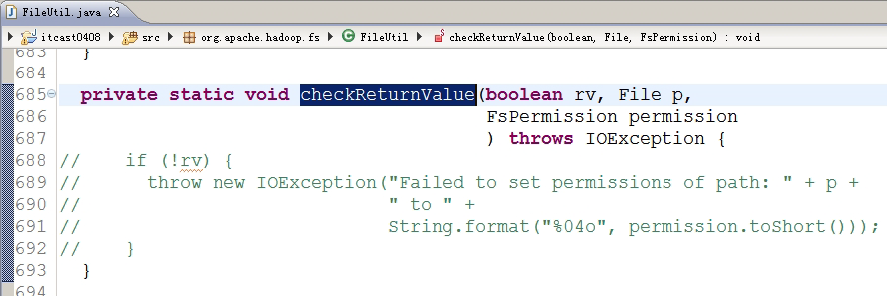 FileUtil.java
itcast0408 src org.apache.hadoop.fs FileUtil checkReturnValue(boolean, File, FsPermission) : void
683 }
684
685 private static void checkReturnValue(boolean rv, File p,
686 FsPermission permission
687 ) throws IOException {
688 // if (!rv) {
689 // throw new IOException("Failed to set permissions of path: " + p +
690 // " to " +
691 // String.format("%04o", permission.toShort()));
692 // }
693 }
694